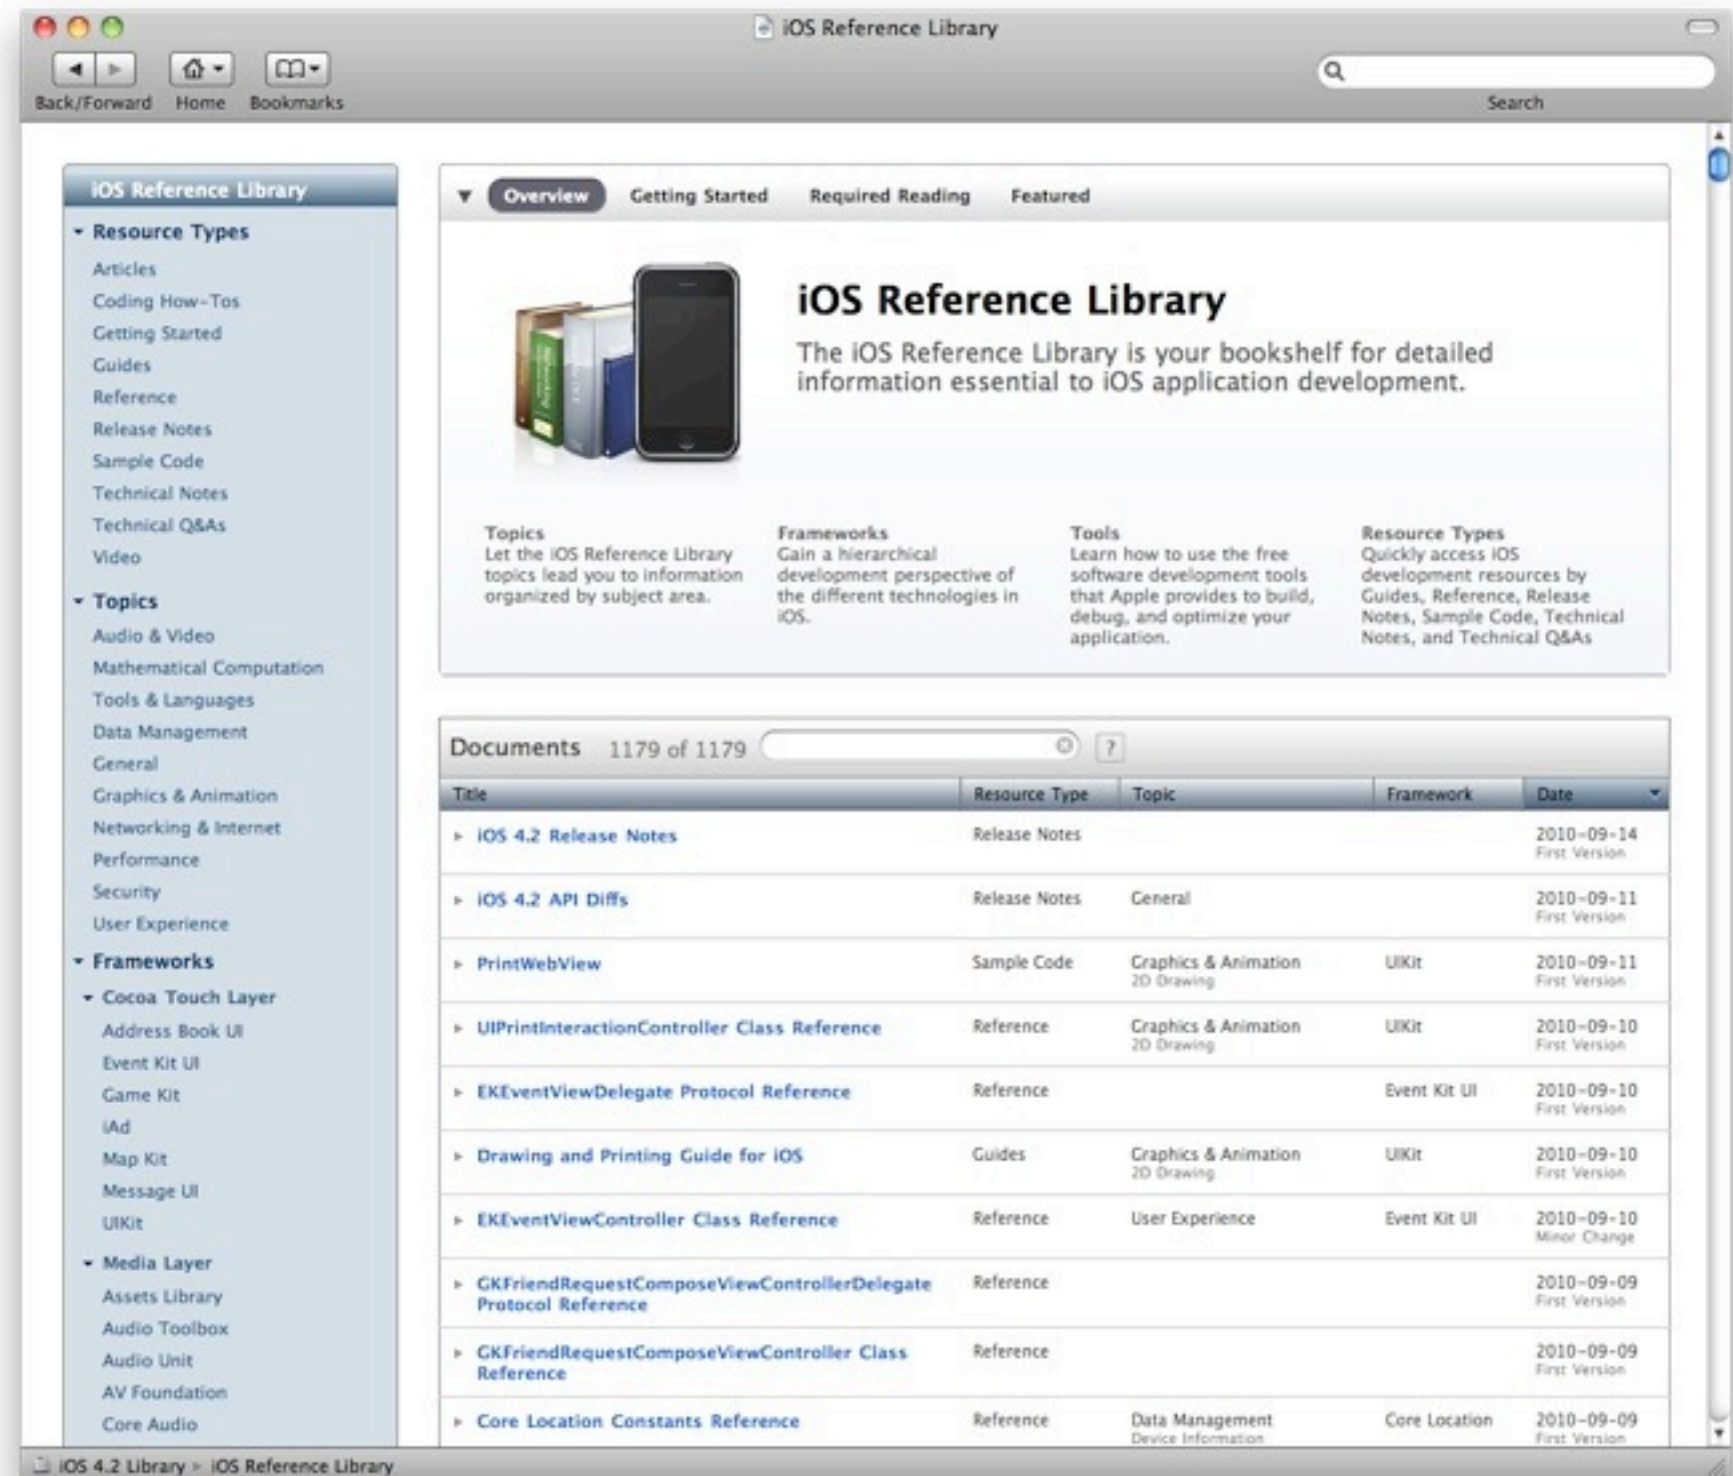 iOS Reference Library
Back/Forward Home Bookmarks
Search
iOS Reference Library
Resource Types
Articles
Coding How-Tos
Getting Started
Guides
Reference
Release Notes
Sample Code
Technical Notes
Technical Q&As
Video
Topics
Audio & Video
Mathematical Computation
Tools & Languages
Data Management
General
Graphics & Animation
Networking & Internet
Performance
Security
User Experience
Frameworks
Cocoa Touch Layer
Address Book UI
Event Kit UI
Game Kit
iAd
Map Kit
Message UI
UIKit
Media Layer
Assets Library
Audio Toolbox
Audio Unit
AV Foundation
Core Audio
Overview Getting Started Required Reading Featured
iOS Reference Library
The iOS Reference Library is your bookshelf for detailed
information essential to iOS application development.
Topics
Let the iOS Reference Library
topics lead you to information
organized by subject area.
Frameworks
Gain a hierarchical
development perspective of
the different technologies in
iOS.
Tools
Learn how to use the free
software development tools
that Apple provides to build,
debug, and optimize your
application.
Resource Types
Quickly access iOS
development resources by
Guides, Reference, Release
Notes, Sample Code, Technical
Notes, and Technical Q&As
Documents 1179 of 1179 ?
Title Resource Type Topic Framework Date
iOS 4.2 Release Notes Release Notes 2010-09-14
First Version
iOS 4.2 API Diffs Release Notes General 2010-09-11
First Version
PrintWebView Sample Code Graphics & Animation UIKit 2010-09-11
2D Drawing First Version
UIPrintInteractionController Class Reference Reference Graphics & Animation UIKit 2010-09-10
2D Drawing First Version
EKEventViewDelegate Protocol Reference Reference Event Kit UI 2010-09-10
First Version
Drawing and Printing Guide for iOS Guides Graphics & Animation UIKit 2010-09-10
2D Drawing First Version
EKEventViewController Class Reference Reference User Experience Event Kit UI 2010-09-10
Minor Change
GKFriendRequestComposeViewControllerDelegate Reference 2010-09-09
Protocol Reference First Version
GKFriendRequestComposeViewController Class Reference 2010-09-09
Reference First Version
Core Location Constants Reference Reference Data Management Core Location 2010-09-09
Device Information First Version
iOS 4.2 Library iOS Reference Library